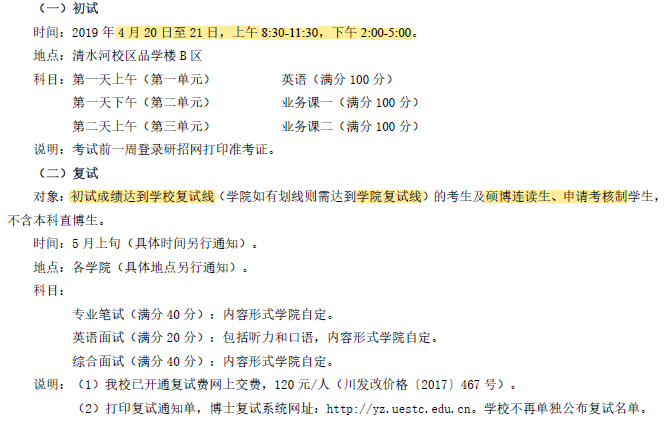 （一）初试
时间：2019 年 4 月 20 日至 21 日，上午 8:30-11:30，下午 2:00-5:00。
地点：清水河校区品学楼 B 区
科目：第一天上午（第一单元） 英语（满分 100 分）
第一天下午（第二单元） 业务课一（满分 100 分）
第二天上午（第三单元） 业务课二（满分 100 分）
说明：考试前一周登录研招网打印准考证。
（二）复试
对象：初试成绩达到学校复试线（学院如有划线则需达到学院复试线）的考生及硕博连读生、申请考核制学生，
不含本科直博生。
时间：5 月上旬（具体时间另行通知）。
地点：各学院（具体地点另行通知）。
科目：
专业笔试（满分 40 分）：内容形式学院自定。
英语面试（满分 20 分）：包括听力和口语，内容形式学院自定。
综合面试（满分 40 分）：内容形式学院自定。
说明：（1）我校已开通复试费网上交费，120 元/人（川发改价格〔2017〕467 号）。
（2）打印复试通知单，博士复试系统网址：http://yz.uestc.edu.cn。学校不再单独公布复试名单。